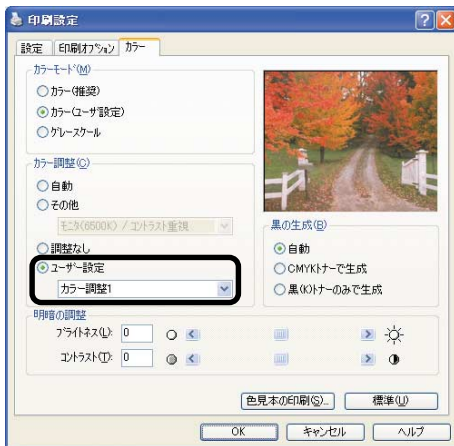 印刷設定
設定 印刷オプション カラー
カラーモード(M)
カラー(推奨)
カラー(ユーザ設定)
グレースケール
カラー調整(C)
自動
その他
モニタ(6500K) / コントラスト重視
調整なし
ユーザー設定
カラー調整1
黒の生成(B)
自動
CMYKトナーで生成
黒(K)トナーのみで生成
明暗の調整
ブライトネス(L): 0
コントラスト(T): 0
色見本の印刷(S)... 標準(U)
OK キャンセル ヘルプ